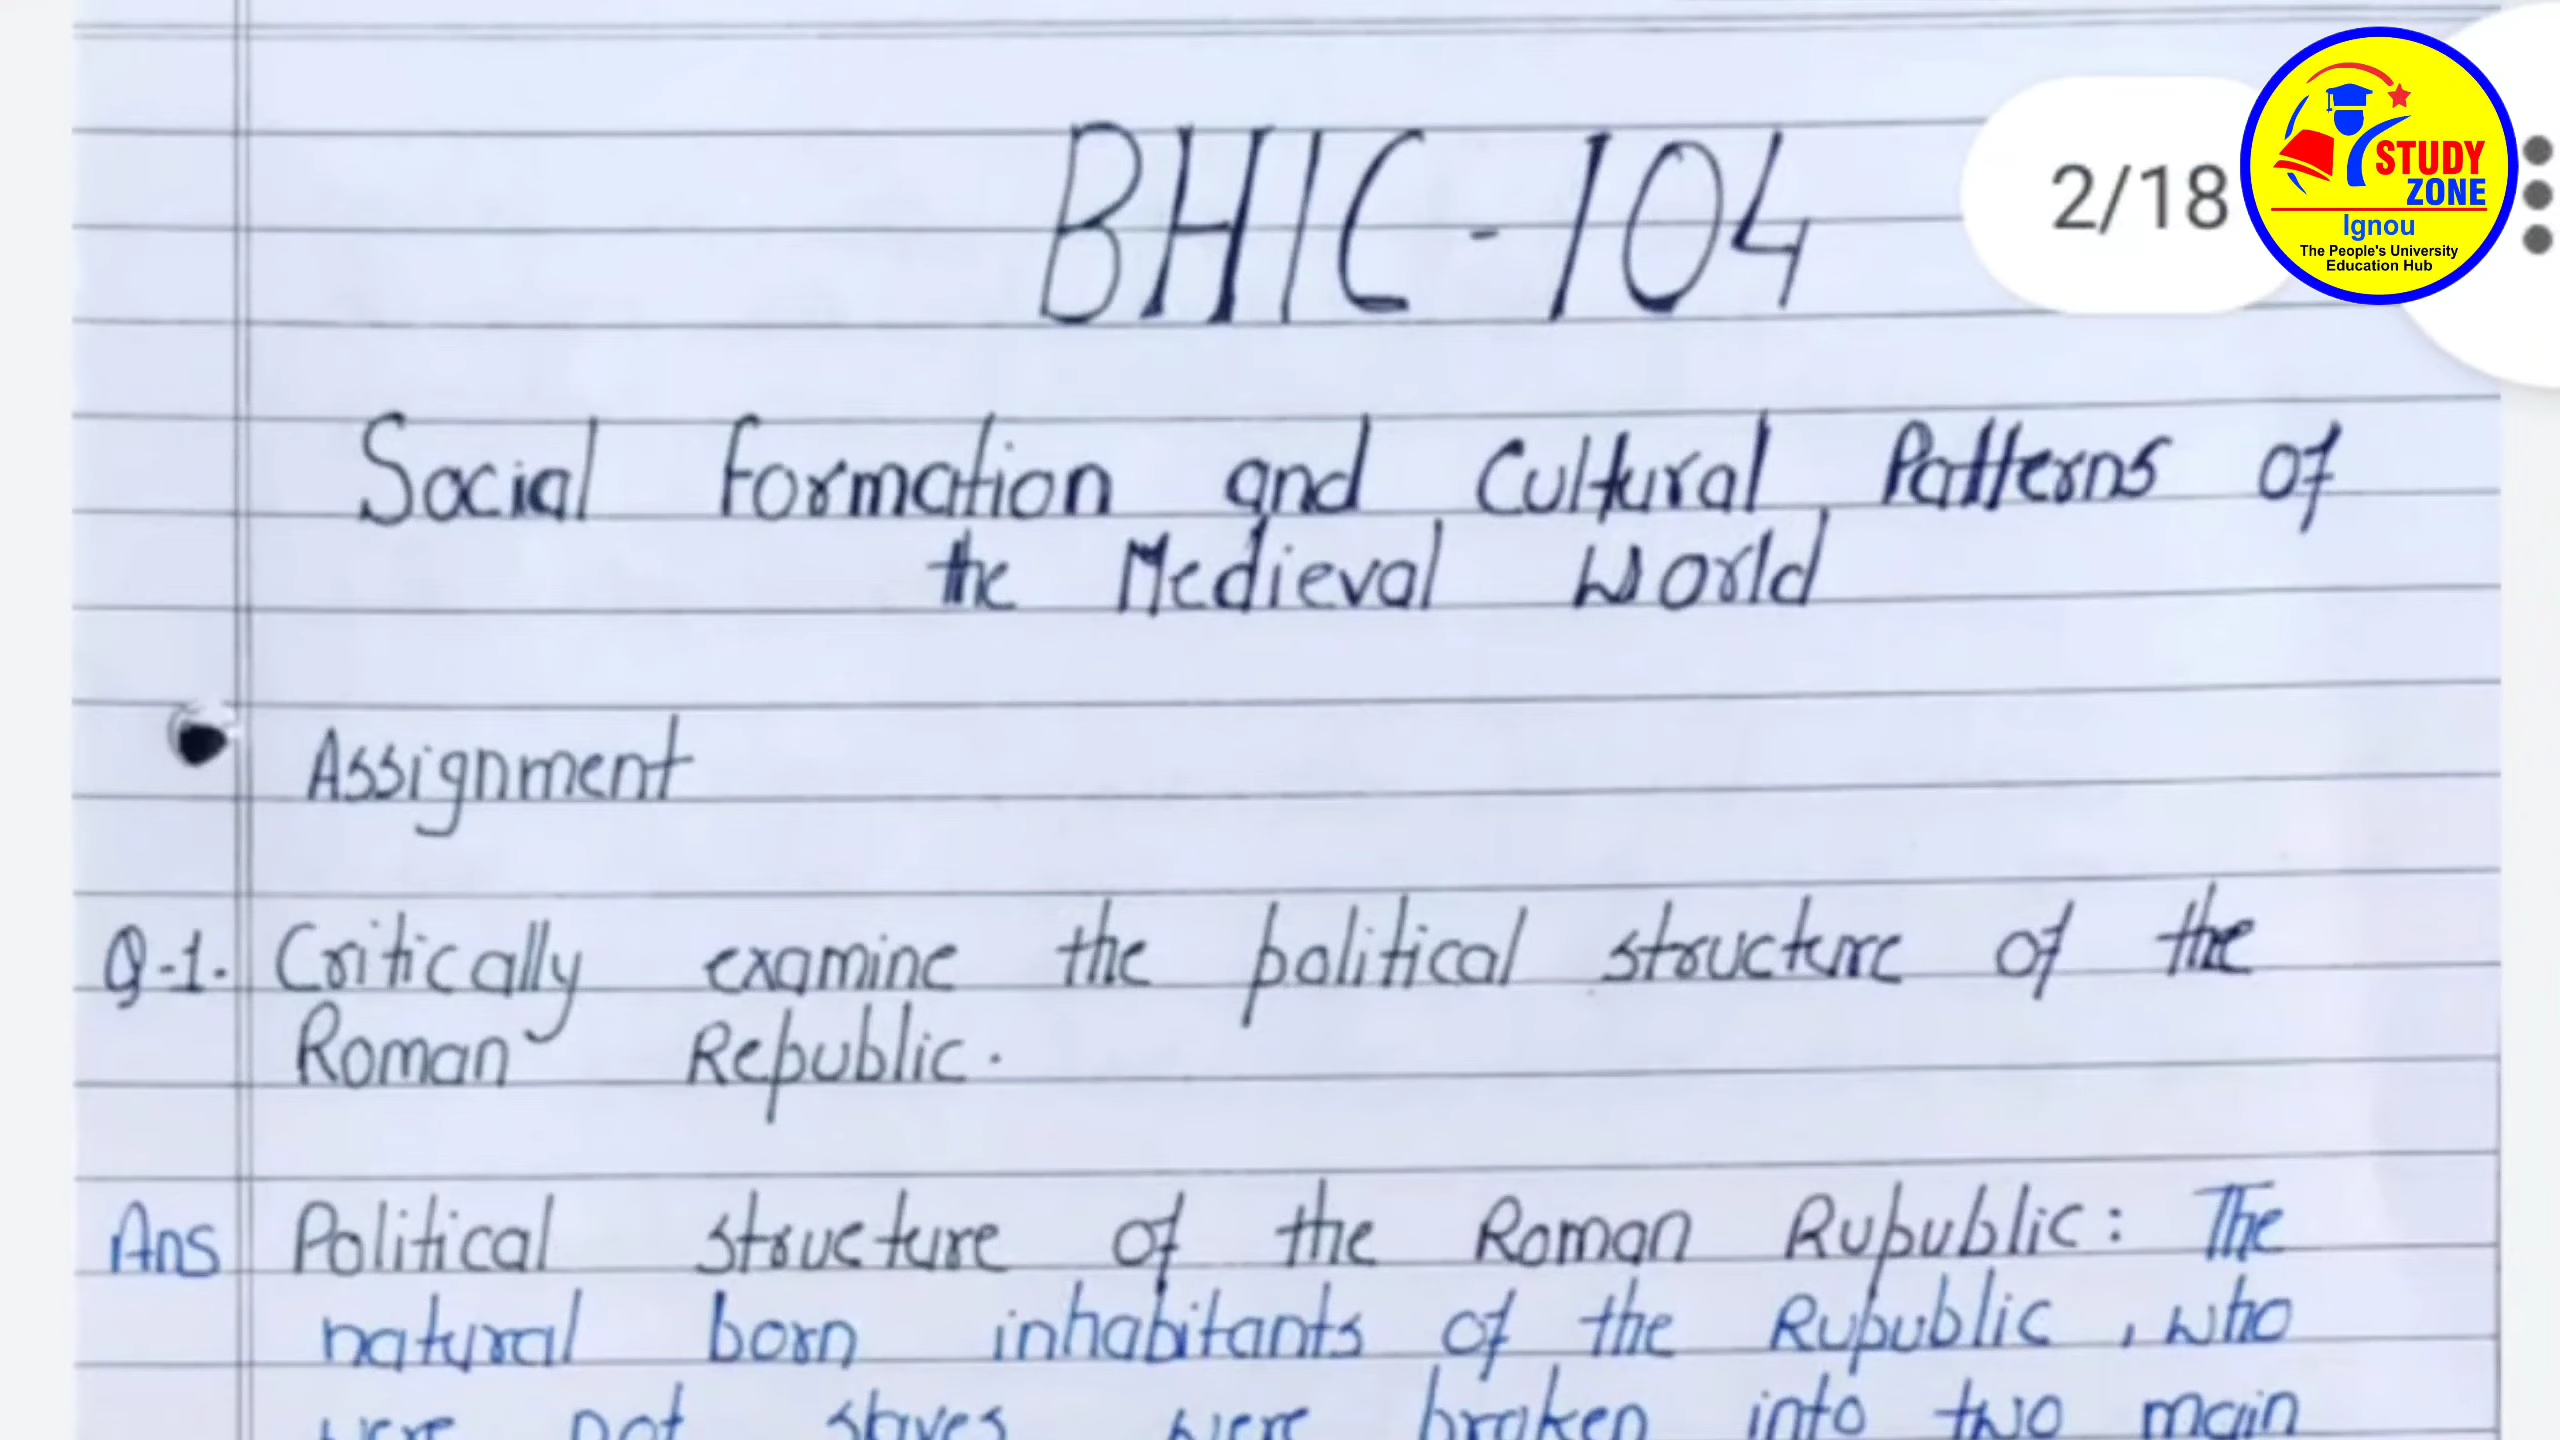 BHIC-104
2/18
STUDY
ZONE
Ignou
The People's University
Education Hub
Social Formation and Cultural Patterns of
the Medieval World
Assignment
Q-1. Critically examine the political structure of the
Roman Republic.
Ans Political structure of the Roman Rupublic: The
natural born inhabitants of the Rupublic, who
were not slaves were broken into two main